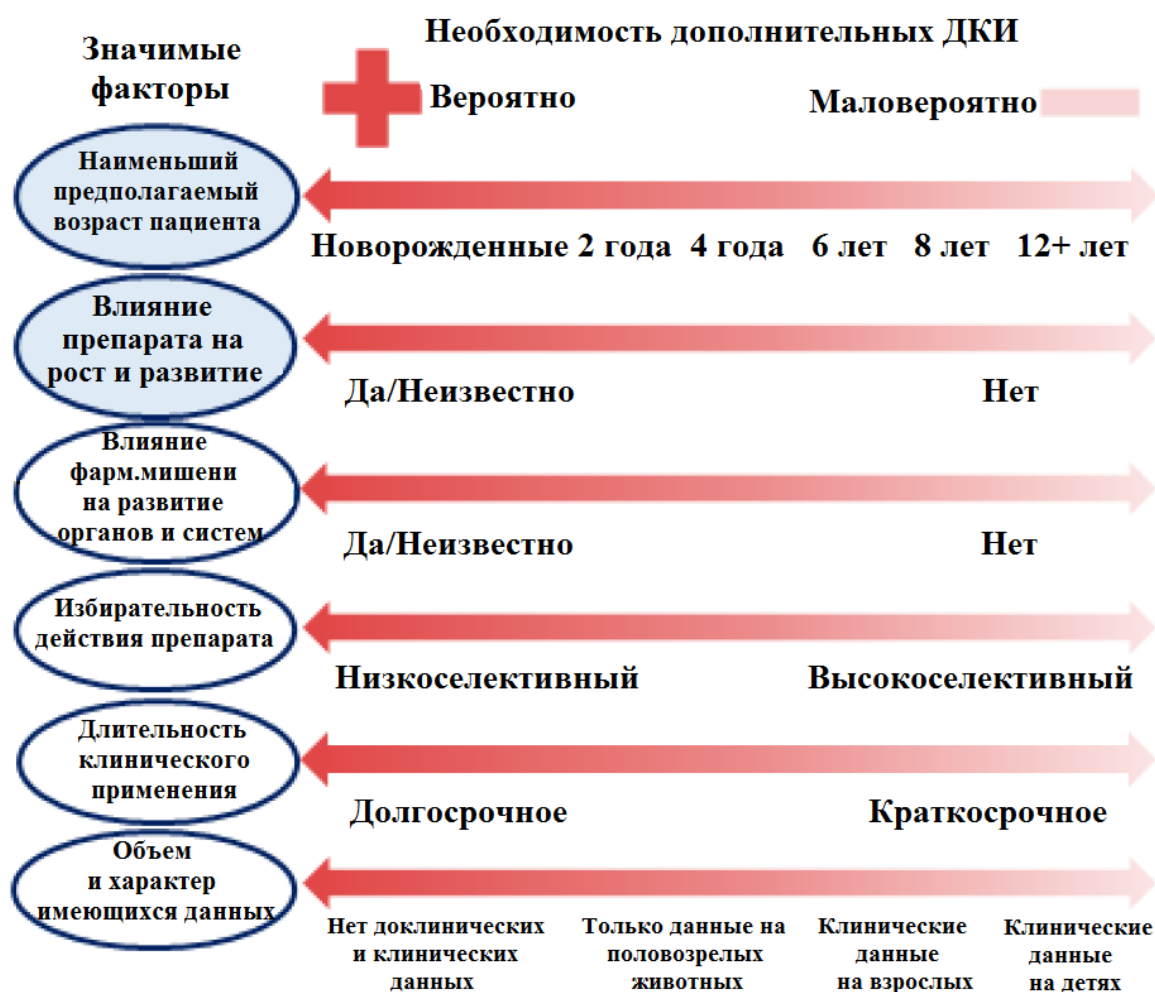 Значимые
факторы
Необходимость дополнительных ДКИ
Вероятно
Маловероятно
Наименьший
предполагаемый
возраст пациента
Новорожденные 2 года 4 года 6 лет 8 лет 12+ лет
Влияние
препарата на
рост и развитие
Да/Неизвестно
Нет
Влияние
фарм.мишени
на развитие
органов и систем
Да/Неизвестно
Нет
Избирательность
действия препарата
Низкоселективный
Высокоселективный
Длительность
клинического
применения
Долгосрочное
Краткосрочное
Объем
и характер
имеющихся данных
Нет доклинических
и клинических
данных
Только данные на
половозрелых
животных
Клинические
данные
на взрослых
Клинические
данные
на детях